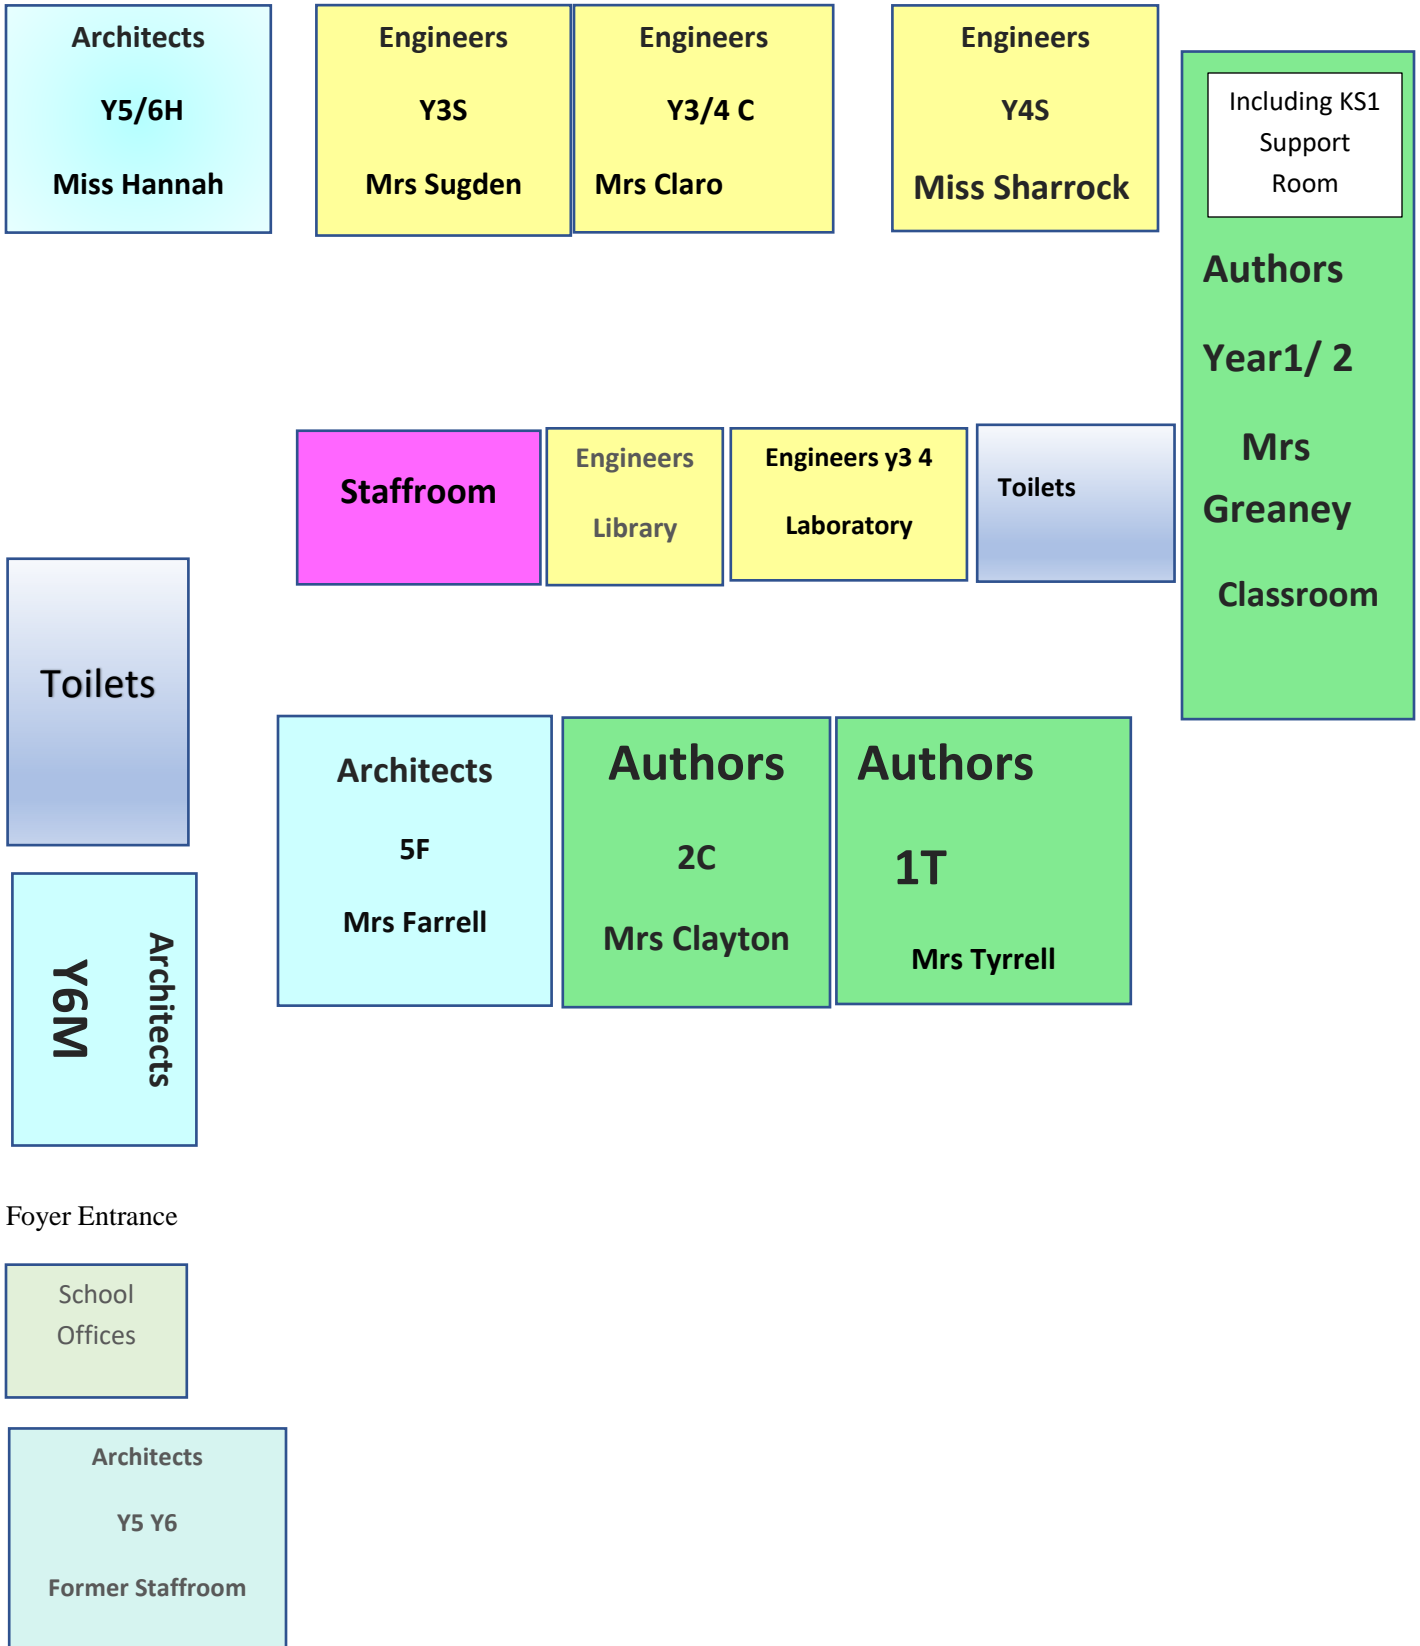 Architects
Y5/6H
Miss Hannah
Engineers
Y3S
Mrs Sugden
Engineers
Y3/4 C
Mrs Claro
Engineers
Y4S
Miss Sharrock
Including KS1
Support
Room
Authors
Year1/ 2
Mrs
Greaney
Classroom
Staffroom
Engineers
Library
Engineers y3 4
Laboratory
Toilets
Toilets
Architects
5F
Mrs Farrell
Authors
2C
Mrs Clayton
Authors
1T
Mrs Tyrrell
Architects
Y6M
Foyer Entrance
School
Offices
Architects
Y5 Y6
Former Staffroom